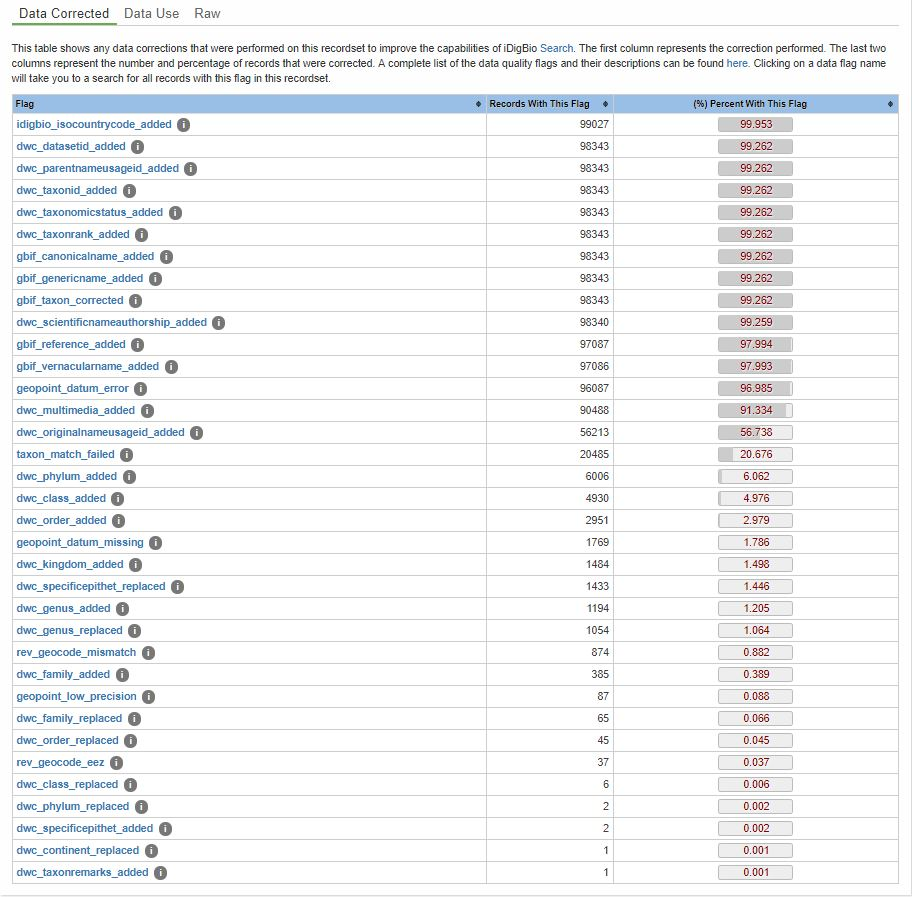 Data Corrected Data Use Raw
This table shows any data corrections that were performed on this recordset to improve the capabilities of iDigBio Search. The first column represents the correction performed. The last two
columns represent the number and percentage of records that were corrected. A complete list of the data quality flags and their descriptions can be found here. Clicking on a data flag name
will take you to a search for all records with this flag in this recordset.
Flag Records With This Flag (%) Percent With This Flag
idigbio_isocountrycode_added i 99027 99.953
dwc_datasetid_added i 98343 99.262
dwc_parentnameusageid_added i 98343 99.262
dwc_taxonid_added i 98343 99.262
dwc_taxonomicstatus_added i 98343 99.262
dwc_taxonrank_added i 98343 99.262
gbif_canonicalname_added i 98343 99.262
gbif_genericname_added i 98343 99.262
gbif_taxon_corrected i 98343 99.262
dwc_scientificnameauthorship_added i 98340 99.259
gbif_reference_added i 97087 97.994
gbif_vernacularname_added i 97086 97.993
geopoint_datum_error i 96087 96.985
dwc_multimedia_added i 90488 91.334
dwc_originalnameusageid_added i 56213 56.738
taxon_match_failed i 20485 20.676
dwc_phylum_added i 6006 6.062
dwc_class_added i 4930 4.976
dwc_order_added i 2951 2.979
geopoint_datum_missing i 1769 1.786
dwc_kingdom_added i 1484 1.498
dwc_specificepithet_replaced i 1433 1.446
dwc_genus_added i 1194 1.205
dwc_genus_replaced i 1054 1.064
rev_geocode_mismatch i 874 0.882
dwc_family_added i 385 0.389
geopoint_low_precision i 87 0.088
dwc_family_replaced i 65 0.066
dwc_order_replaced i 45 0.045
rev_geocode_eez i 37 0.037
dwc_class_replaced i 6 0.006
dwc_phylum_replaced i 2 0.002
dwc_specificepithet_added i 2 0.002
dwc_continent_replaced i 1 0.001
dwc_taxonremarks_added i 1 0.001